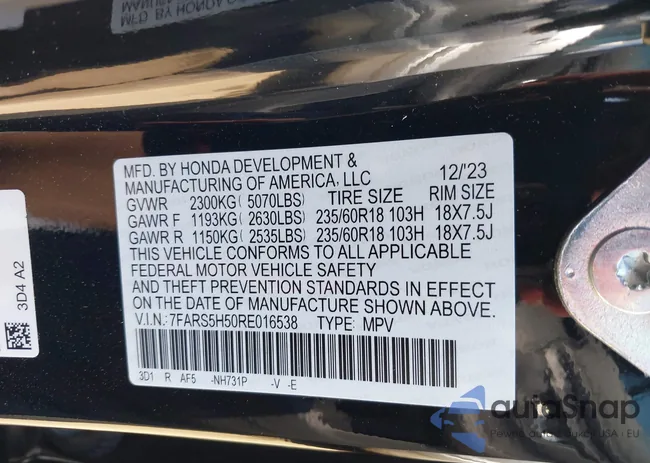 MFD. BY HONDA DEVELOPMENT &
MANUFACTURING OF AMERICA, LLC 12/'23
GVWR 2300KG (5070LBS) TIRE SIZE RIM SIZE
GAWR F 1193KG (2630LBS) 235/60R18 103H 18X7.5J
GAWR R 1150KG (2535LBS) 235/60R18 103H 18X7.5J
THIS VEHICLE CONFORMS TO ALL APPLICABLE
FEDERAL MOTOR VEHICLE SAFETY
AND THEFT PREVENTION STANDARDS IN EFFECT
ON THE DATE OF MANUFACTURE SHOWN ABOVE.
V.I.N.:7FARS5H50RE016538 TYPE: MPV
3D1 R AF5 -NH731P -V -E
3D4 A2
autaSnap